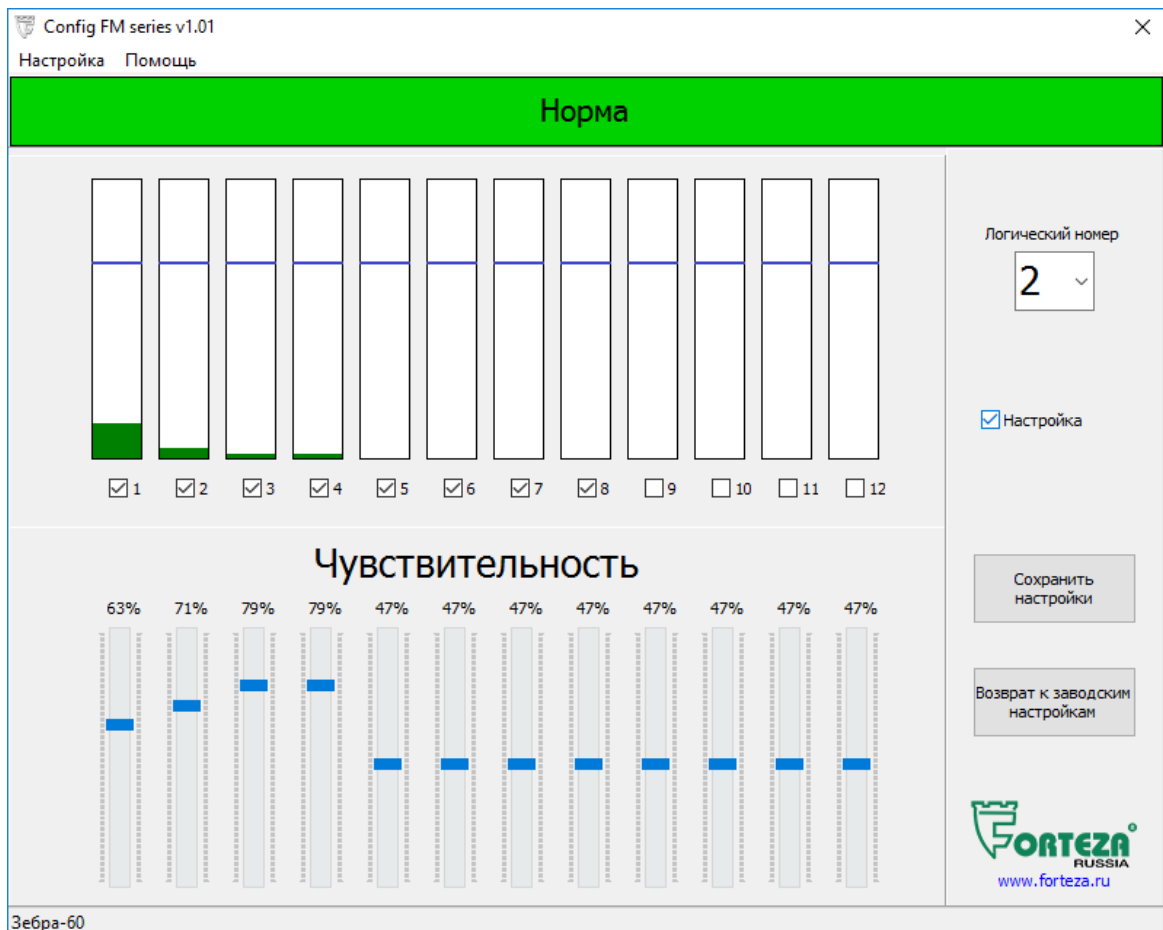 Config FM series v1.01
Настройка Помощь
Норма
Логический номер
2
Настройка
1 2 3 4 5 6 7 8 9 10 11 12
Чувствительность
63% 71% 79% 79% 47% 47% 47% 47% 47% 47% 47% 47%
Сохранить
настройки
Возврат к заводским
настройкам
FORTEZA
RUSSIA
www.forteza.ru
Зебра-60